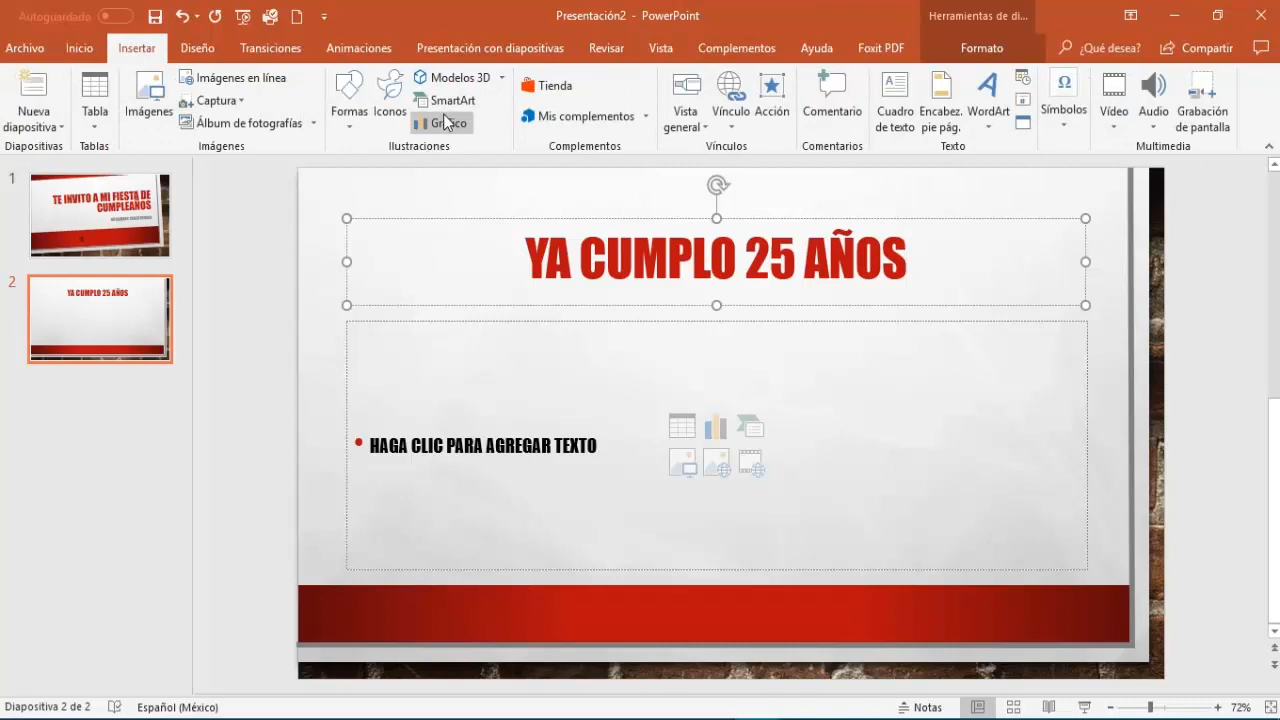 Autoguardado
Presentación2 - PowerPoint
Herramientas de di...
Archivo Inicio Insertar Diseño Transiciones Animaciones Presentación con diapositivas Revisar Vista Complementos Ayuda Foxit PDF Formato ¿Qué desea? Compartir
Nueva diapositiva
Tabla
Imágenes
Imágenes en línea
Captura
Álbum de fotografías
Formas
Iconos
Modelos 3D
SmartArt
Tienda
Mis complementos
Vista general
Vínculo
Acción
Comentario
Cuadro de texto
Encabez. pie pág.
WordArt
Símbolos
Vídeo
Audio
Grabación de pantalla
Diapositivas Tablas Imágenes Ilustraciones Complementos Vínculos Comentarios Texto Multimedia
1
TE INVITO A MI FIESTA DE
CUMPLEAÑOS
2
YA CUMPLO 25 AÑOS
YA CUMPLO 25 AÑOS
• HAGA CLIC PARA AGREGAR TEXTO
Diapositiva 2 de 2 Español (México) Notas 72%